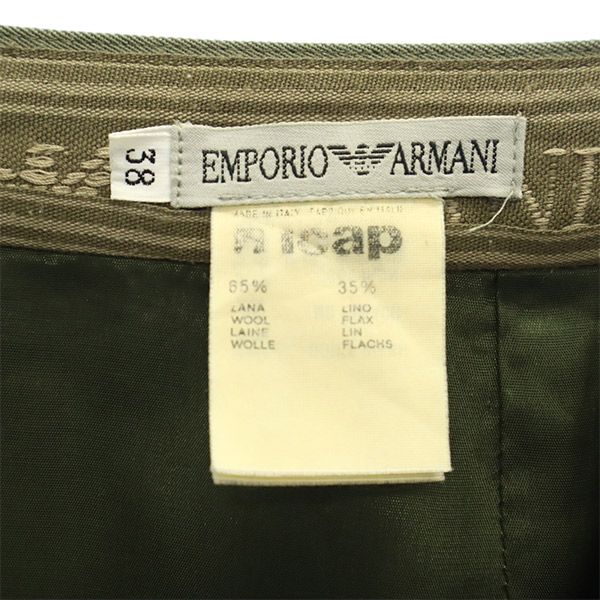 38
EMPORIO ARMANI
MADE IN ITALY FABRIQUE EN ITALIE
65% 35%
LANA LINO
WOOL FLAX
LAINE LIN
WOLLE FLACHS